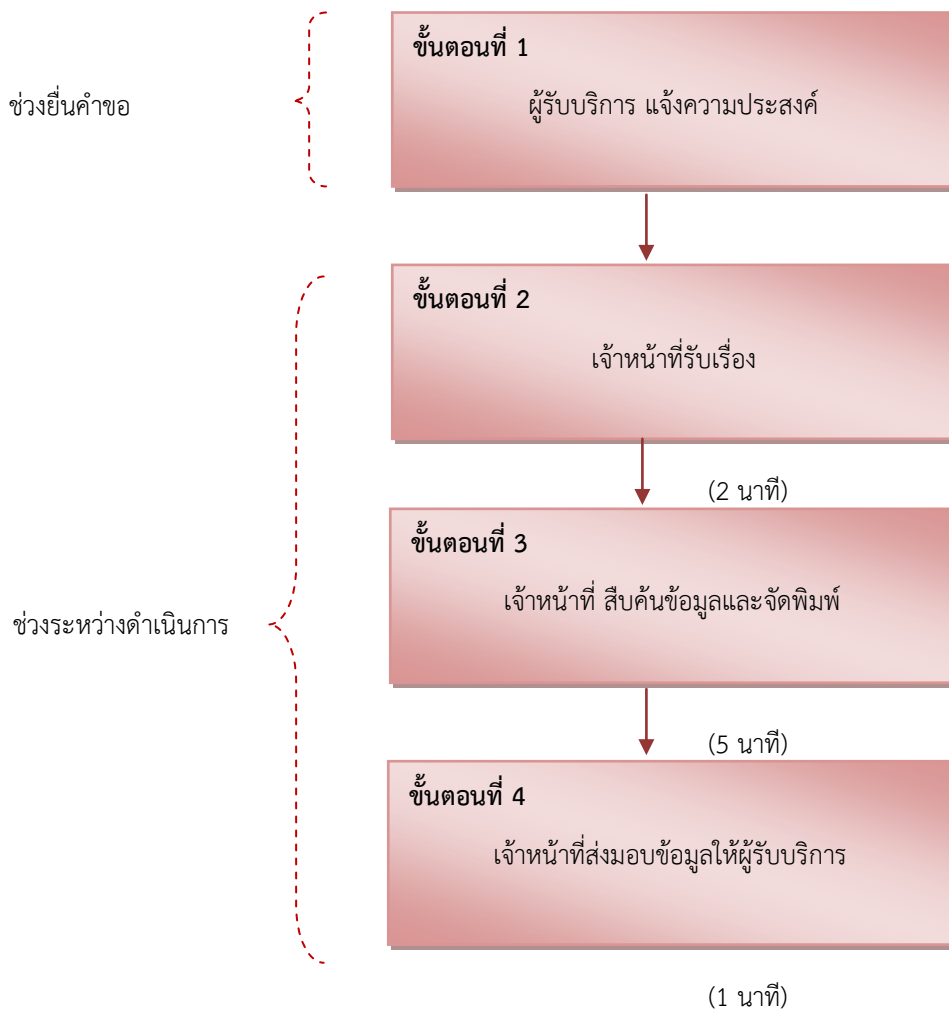 ขั้นตอนที่ 1
ช่วงยื่นคำขอ
ผู้รับบริการ แจ้งความประสงค์
ขั้นตอนที่ 2
เจ้าหน้าที่รับเรื่อง
(2 นาที)
ขั้นตอนที่ 3
เจ้าหน้าที่ สืบค้นข้อมูลและจัดพิมพ์
ช่วงระหว่างดำเนินการ
(5 นาที)
ขั้นตอนที่ 4
เจ้าหน้าที่ส่งมอบข้อมูลให้ผู้รับบริการ
(1 นาที)